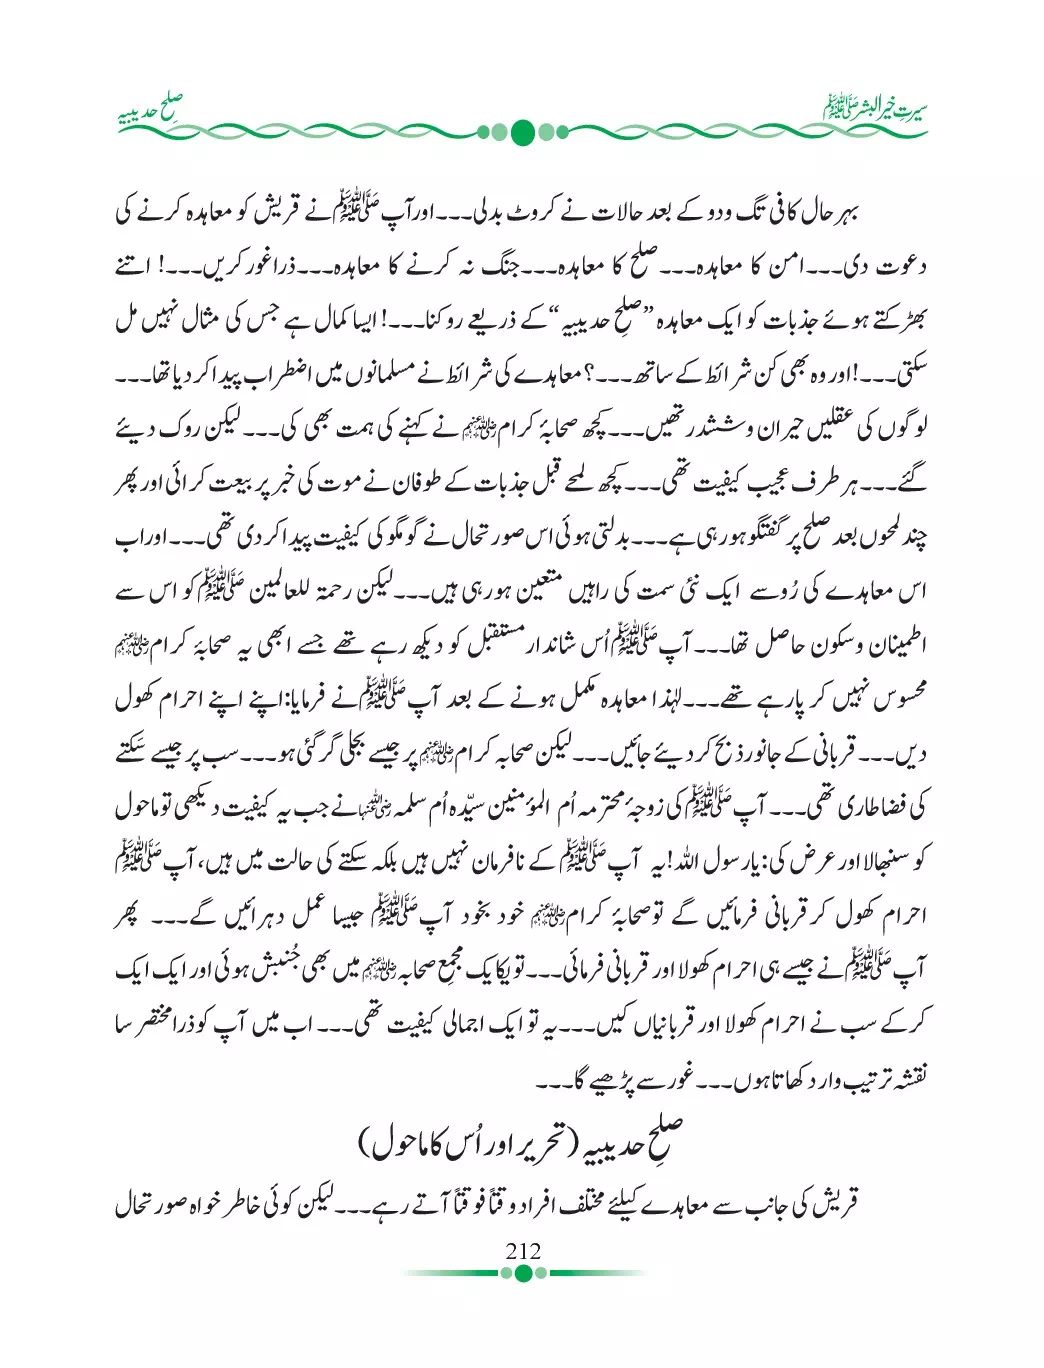 سیرتِ خیر البشر ﷺ
صلح حدیبیہ
بہر حال کافی تگ ودو کے بعد حالات نے کروٹ بدلی۔۔۔اور آپ ﷺ نے قریش کو معاہدہ کرنے کی
دعوت دی۔۔۔امن کا معاہدہ۔۔۔صلح کا معاہدہ۔۔۔جنگ نہ کرنے کا معاہدہ۔۔۔ذراغور کریں۔۔۔! اتنے
بھڑکتے ہوئے جذبات کو ایک معاہدہ ’’صلحِ حدیبیہ‘‘ کے ذریعے روکنا۔۔۔! ایسا کمال ہے جس کی مثال نہیں مل
سکتی۔۔۔! اور وہ بھی کن شرائط کے ساتھ۔۔۔؟ معاہدے کی شرائط نے مسلمانوں میں اضطراب پیدا کر دیا تھا۔۔۔
لوگوں کی عقلیں حیران وششدر تھیں۔۔۔ کچھ صحابۂ کرام رضی اللہ عنہم نے کہنے کی ہمت بھی کی۔۔۔ لیکن روک دیئے
گئے۔۔۔ہر طرف عجیب کیفیت تھی۔۔۔ کچھ لمحے قبل جذبات کے طوفان نے موت کی خبر پر بیعت کرائی اور پھر
چند لمحوں بعد صلح پر گفتگو ہورہی ہے۔۔۔بدلتی ہوئی اس صورتحال نے گومگو کی کیفیت پیدا کر دی تھی۔۔۔اور اب
اس معاہدے کی رُوسے ایک نئی سمت کی راہیں متعین ہورہی ہیں۔۔۔لیکن رحمۃ للعالمین ﷺ کو اس سے
اطمینان وسکون حاصل تھا۔۔۔ آپ ﷺ اُس شاندار مستقبل کو دیکھ رہے تھے جسے ابھی یہ صحابۂ کرام رضی اللہ عنہم
محسوس نہیں کر پارہے تھے۔۔۔لہٰذا معاہدہ مکمل ہونے کے بعد آپ ﷺ نے فرمایا: اپنے اپنے احرام کھول
دیں۔۔۔ قربانی کے جانور ذبح کر دیئے جائیں۔۔۔لیکن صحابہ کرام رضی اللہ عنہم پر جیسے بجلی گر گئی ہو۔۔۔سب پر جیسے سَکتے
کی فضا طاری تھی۔۔۔ آپ ﷺ کی زوجۂ محترمہ اُم المؤمنین سیّدہ اُم سلمہ رضی اللہ عنہا نے جب یہ کیفیت دیکھی تو ماحول
کو سنبھالا اور عرض کی: یارسول اللہ! یہ آپ ﷺ کے نافرمان نہیں ہیں بلکہ سکتے کی حالت میں ہیں، آپ ﷺ
احرام کھول کر قربانی فرمائیں گے توصحابۂ کرام رضی اللہ عنہم خود بخود آپ ﷺ جیسا عمل دہرائیں گے۔۔۔ پھر
آپ ﷺ نے جیسے ہی احرام کھولا اور قربانی فرمائی۔۔۔تو یکایک مجمعِ صحابہ رضی اللہ عنہم میں بھی جُنبش ہوئی اور ایک ایک
کرکے سب نے احرام کھولا اور قربانیاں کیں۔۔۔یہ تو ایک اجمالی کیفیت تھی۔۔۔ اب میں آپ کو ذرا مختصر سا
نقشہ ترتیب وار دکھاتا ہوں۔۔۔غور سے پڑھیے گا۔۔۔
صلحِ حدیبیہ (تحریر اور اُس کا ماحول)
قریش کی جانب سے معاہدے کیلئے مختلف افراد وقتاً فوقتاً آتے رہے۔۔۔لیکن کوئی خاطر خواہ صورتحال
212